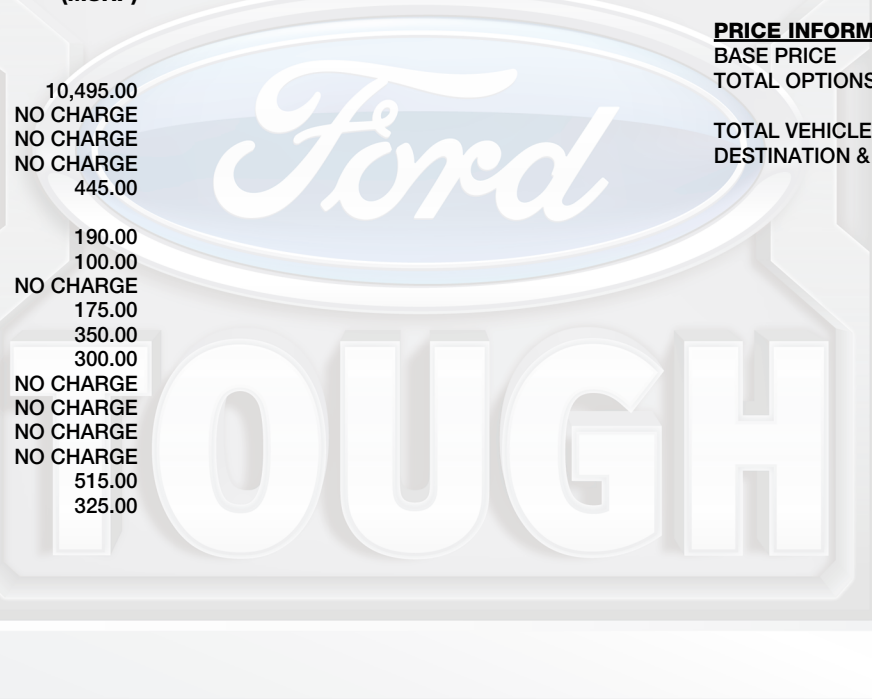 10,495.00
NO CHARGE
NO CHARGE
NO CHARGE
445.00
190.00
100.00
NO CHARGE
175.00
350.00
300.00
NO CHARGE
NO CHARGE
NO CHARGE
NO CHARGE
515.00
325.00
PRICE INFORM
BASE PRICE
TOTAL OPTIONS
TOTAL VEHICLE
DESTINATION &
Ford
TOUGH